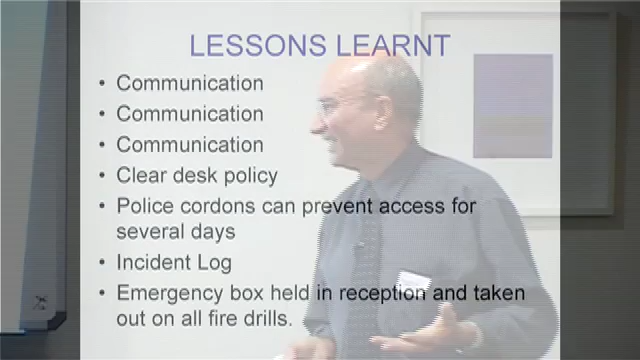 LESSONS LEARNT
• Communication
• Communication
• Communication
• Clear desk policy
• Police cordons can prevent access for
several days
• Incident Log
• Emergency box held in reception and taken
out on all fire drills.